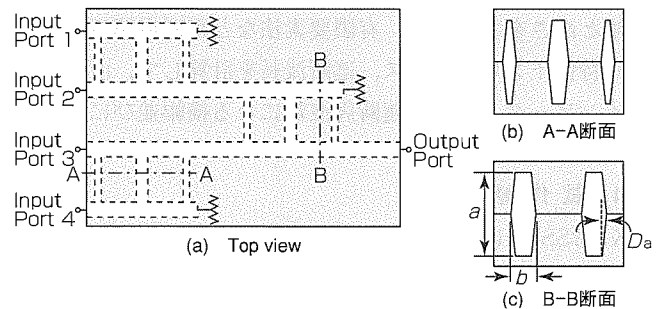 Input
Port 1
Input
Port 2
Input
Port 3
Input
Port 4
A
A
B
B
Output
Port
(a) Top view
(b) A-A断面
a
b
Da
(c) B-B断面